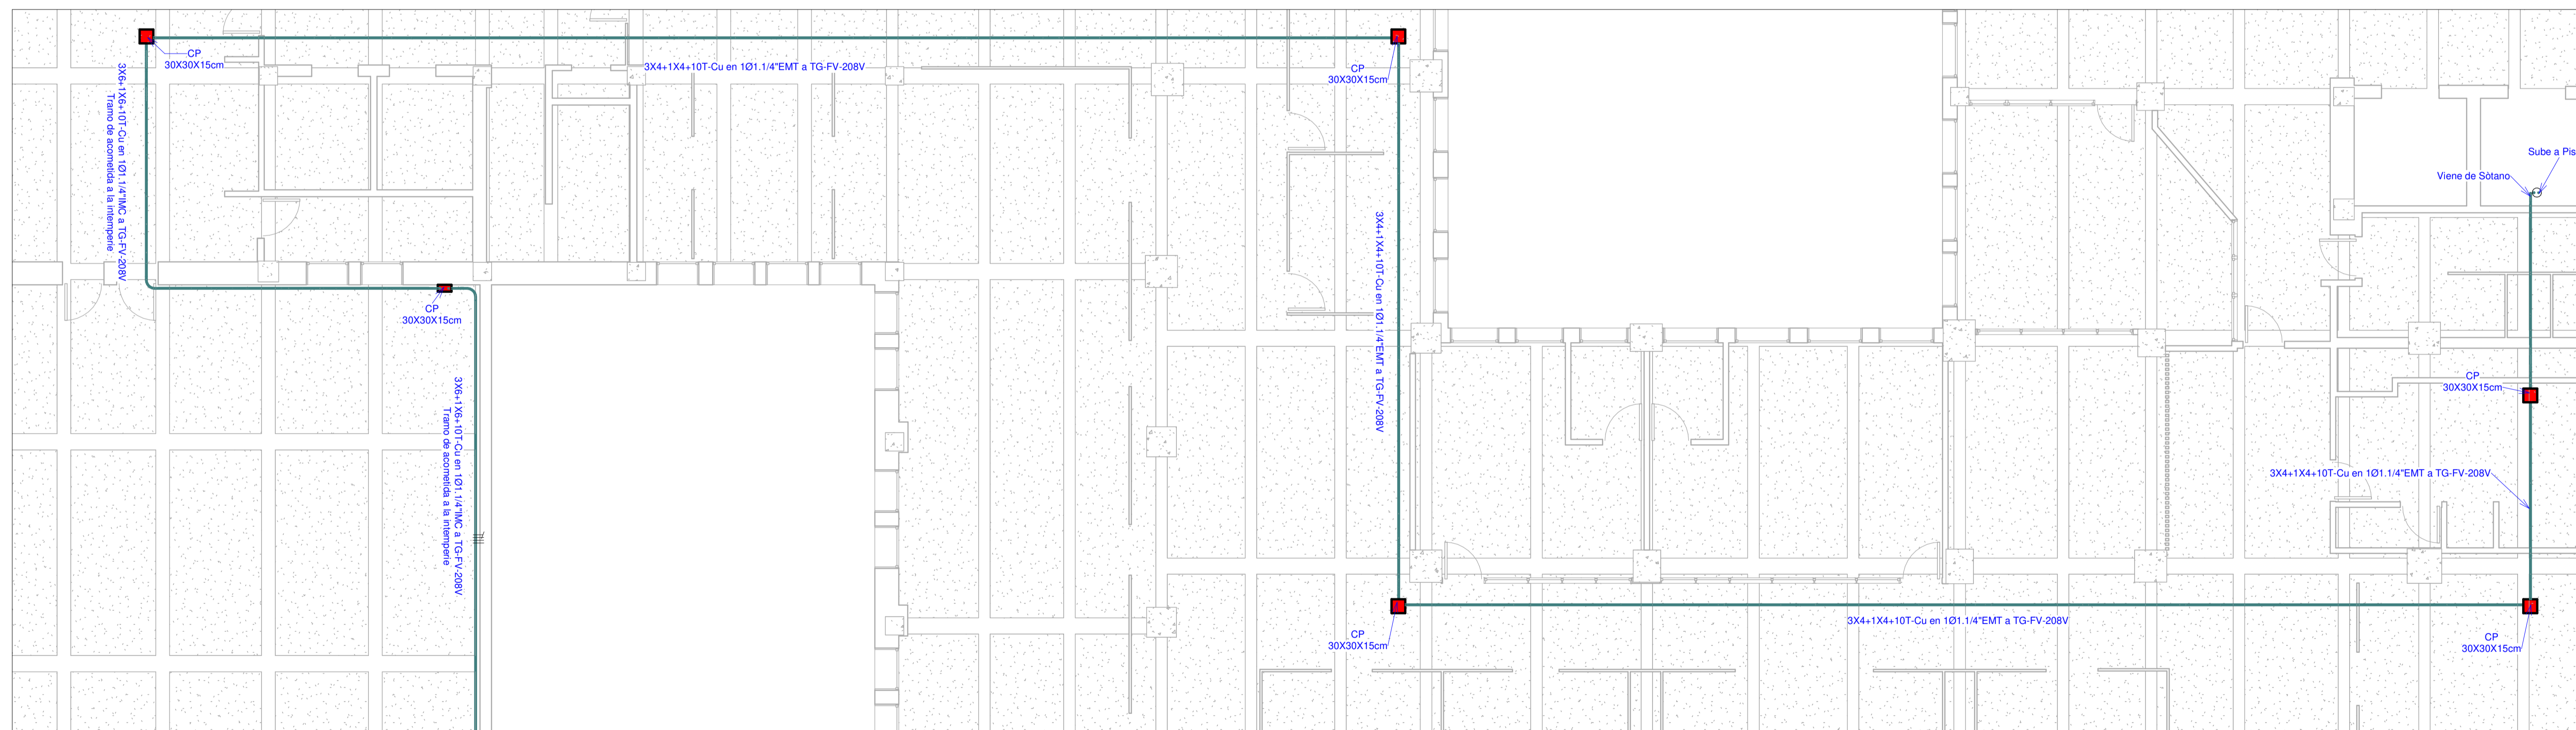 CP
30X30X15cm
3X4+1X4+10T-Cu en 1Ø1.1/4"EMT a TG-FV-208V
CP
30X30X15cm
3X6+1X6+10T-Cu en 1Ø1.1/4"IMC a TG-FV-208V
Tramo de acometida a la intemperie
Sube a Pis
Viene de Sòtano
3X4+1X4+10T-Cu en 1Ø1.1/4"EMT a TG-FV-208V
CP
30X30X15cm
CP
30X30X15cm
3X6+1X6+10T-Cu en 1Ø1.1/4"IMC a TG-FV-208V
Tramo de acometida a la intemperie
3X4+1X4+10T-Cu en 1Ø1.1/4"EMT a TG-FV-208V
3X4+1X4+10T-Cu en 1Ø1.1/4"EMT a TG-FV-208V
CP
30X30X15cm
CP
30X30X15cm